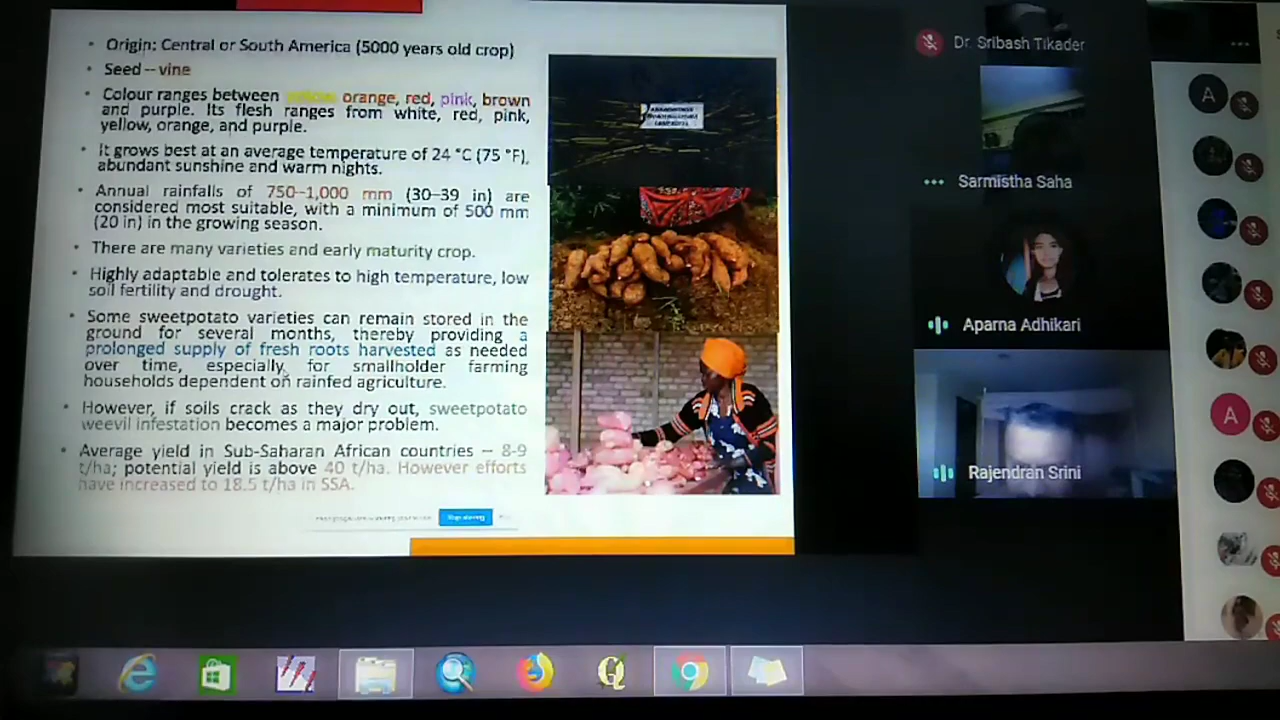 Origin: Central or South America (5000 years old crop)
Seed – vine
Colour ranges between yellow orange, red, pink, brown
and purple. Its flesh ranges from white, red, pink,
yellow, orange, and purple.
It grows best at an average temperature of 24 °C (75 °F),
abundant sunshine and warm nights.
Annual rainfalls of 750–1,000 mm (30–39 in) are
considered most suitable, with a minimum of 500 mm
(20 in) in the growing season.
There are many varieties and early maturity crop.
Highly adaptable and tolerates to high temperature, low
soil fertility and drought.
Some sweetpotato varieties can remain stored in the
ground for several months, thereby providing a
prolonged supply of fresh roots harvested as needed
over time, especially for smallholder farming
households dependent on rainfed agriculture.
However, if soils crack as they dry out, sweetpotato
weevil infestation becomes a major problem.
Average yield in Sub-Saharan African countries – 8-9
t/ha; potential yield is above 40 t/ha. However efforts
have increased to 18.5 t/ha in SSA.
Stop sharing
Dr. Sribash Tikader
Sarmistha Saha
Aparna Adhikari
Rajendran Srini
A
A